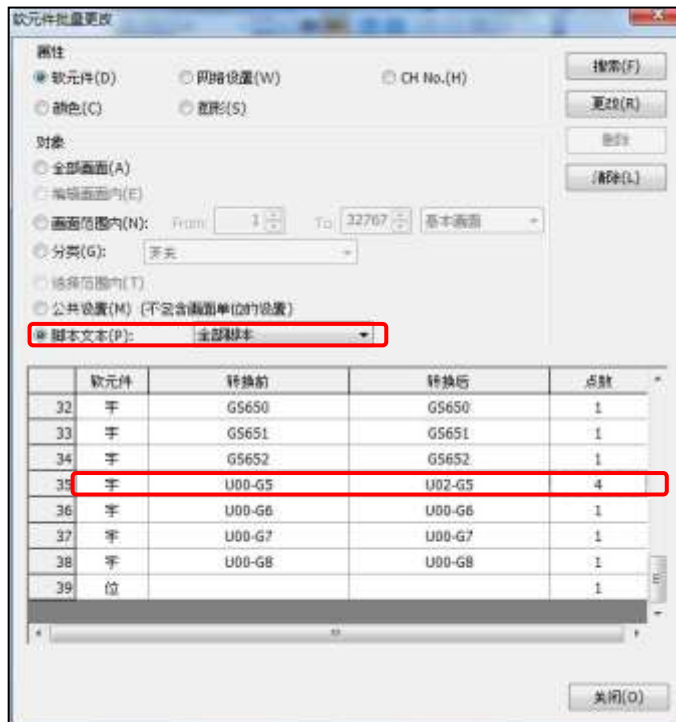 软元件批量更改
属性
软元件(D) 网络设置(W) CH No.(H)
颜色(C) 图形(S)
搜索(F)
更改(R)
删除
清除(L)
对象
全部画面(A)
编辑画面内(E)
画面范围内(N): From: 1 To: 32767 基本画面
分类(G): 开关
选择范围内(T)
公共设置(M) (不包含画面单位的设置)
脚本文本(P): 全部脚本
软元件 转换前 转换后 点数
32 字 GS650 GS650 1
33 字 GS651 GS651 1
34 字 GS652 GS652 1
35 字 U00-G5 U02-G5 4
36 字 U00-G6 U00-G6 1
37 字 U00-G7 U00-G7 1
38 字 U00-G8 U00-G8 1
39 位 1
关闭(O)